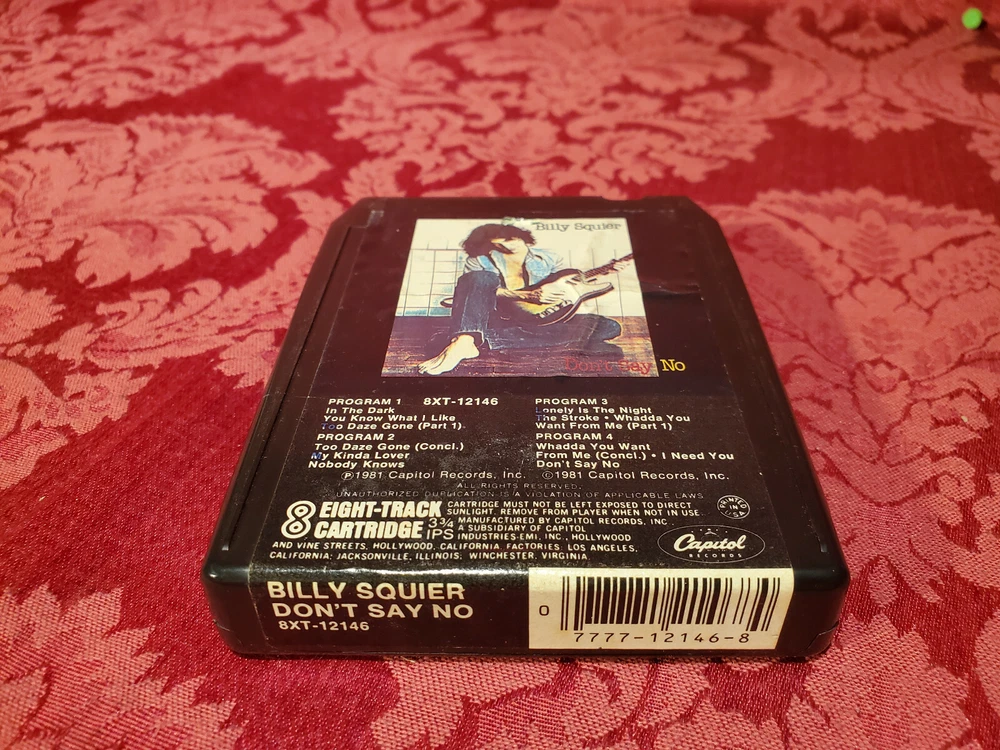 Billy Squier
Don't Say No
PROGRAM 1 8XT-12146
In The Dark
You Know What I Like
Too Daze Gone (Part 1)
PROGRAM 2
Too Daze Gone (Concl.)
My Kinda Lover
Nobody Knows
PROGRAM 3
Lonely Is The Night
The Stroke • Whadda You
Want From Me (Part 1)
PROGRAM 4
Whadda You Want
From Me (Concl.) • I Need You
Don't Say No
℗1981 Capitol Records, Inc. ©1981 Capitol Records, Inc.
ALL RIGHTS RESERVED.
UNAUTHORIZED DUPLICATION IS A VIOLATION OF APPLICABLE LAWS
8 EIGHT-TRACK
CARTRIDGE 3¾ IPS
CARTRIDGE MUST NOT BE LEFT EXPOSED TO DIRECT
SUNLIGHT. REMOVE FROM PLAYER WHEN NOT IN USE.
MANUFACTURED BY CAPITOL RECORDS, INC.
A SUBSIDIARY OF CAPITOL
INDUSTRIES-EMI, INC., HOLLYWOOD
AND VINE STREETS, HOLLYWOOD, CALIFORNIA. FACTORIES: LOS ANGELES,
CALIFORNIA; JACKSONVILLE, ILLINOIS; WINCHESTER, VIRGINIA
PRINTED IN U.S.A.
Capitol
RECORDS
BILLY SQUIER
DON'T SAY NO
8XT-12146
0 7777-12146-8